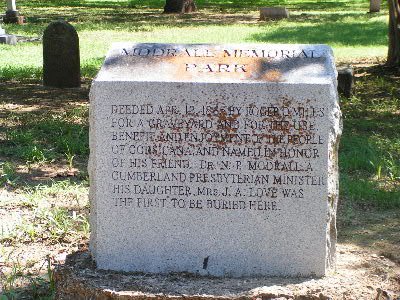 MODRALL MEMORIAL
PARK
DEEDED APR. 12, BY ROGER Q. MILLS
FOR A GRAVEYARD AND FOR THE USE,
BENEFIT AND ENJOYMENT OF THE PEOPLE
OF CORSICANA, AND NAMED IN HONOR
OF HIS FRIEND, DR. N. P. MODRALL, A
CUMBERLAND PRESBYTERIAN MINISTER
HIS DAUGHTER, MRS. J. A. LOVE WAS
THE FIRST TO BE BURIED HERE.